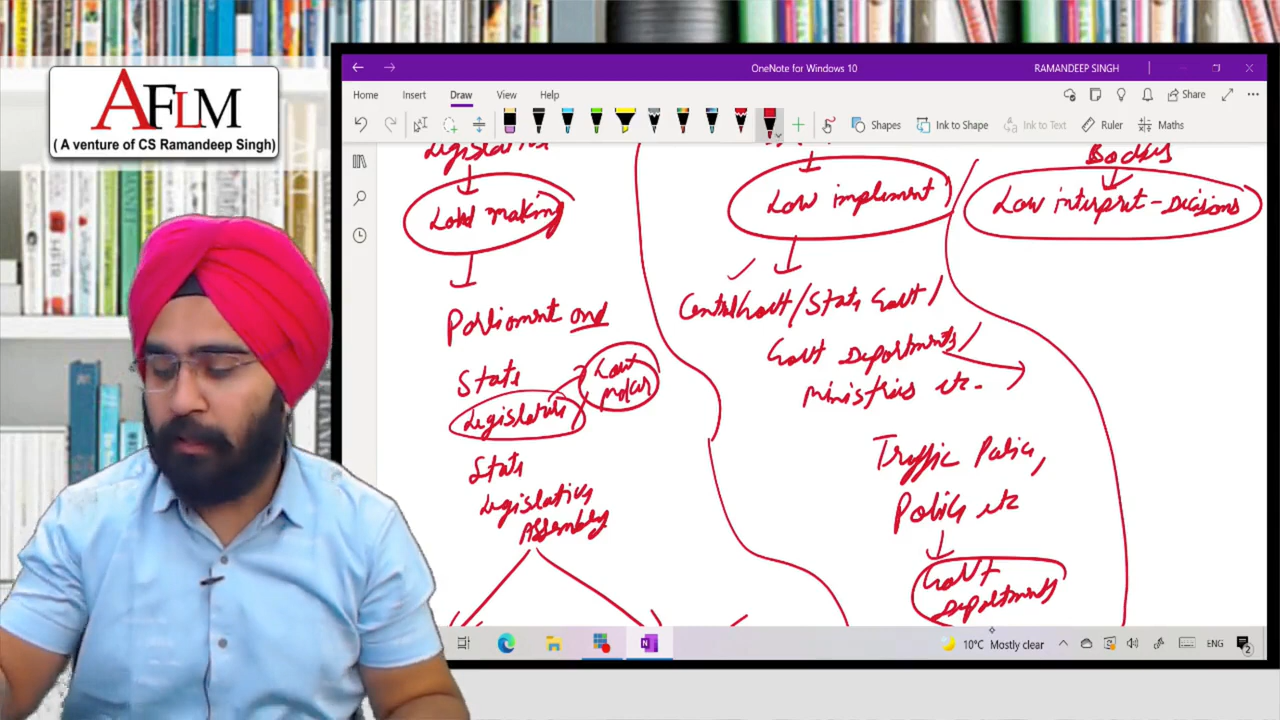 AFLM
( A venture of CS Ramandeep Singh)
OneNote for Windows 10
RAMANDEEP SINGH
Home Insert Draw View Help
Share
Shapes Ink to Shape Ink to Text Ruler Maths
Bodies
Law making
Law implement
Law interpret - Decisions
Parliament and
State
Legislative
Law
makers
State
Legislative
Assembly
Central Govt / State Govt /
Govt Departments /
ministries etc.
Traffic Police,
Police etc
Govt
Departments
10°C Mostly clear
ENG
2